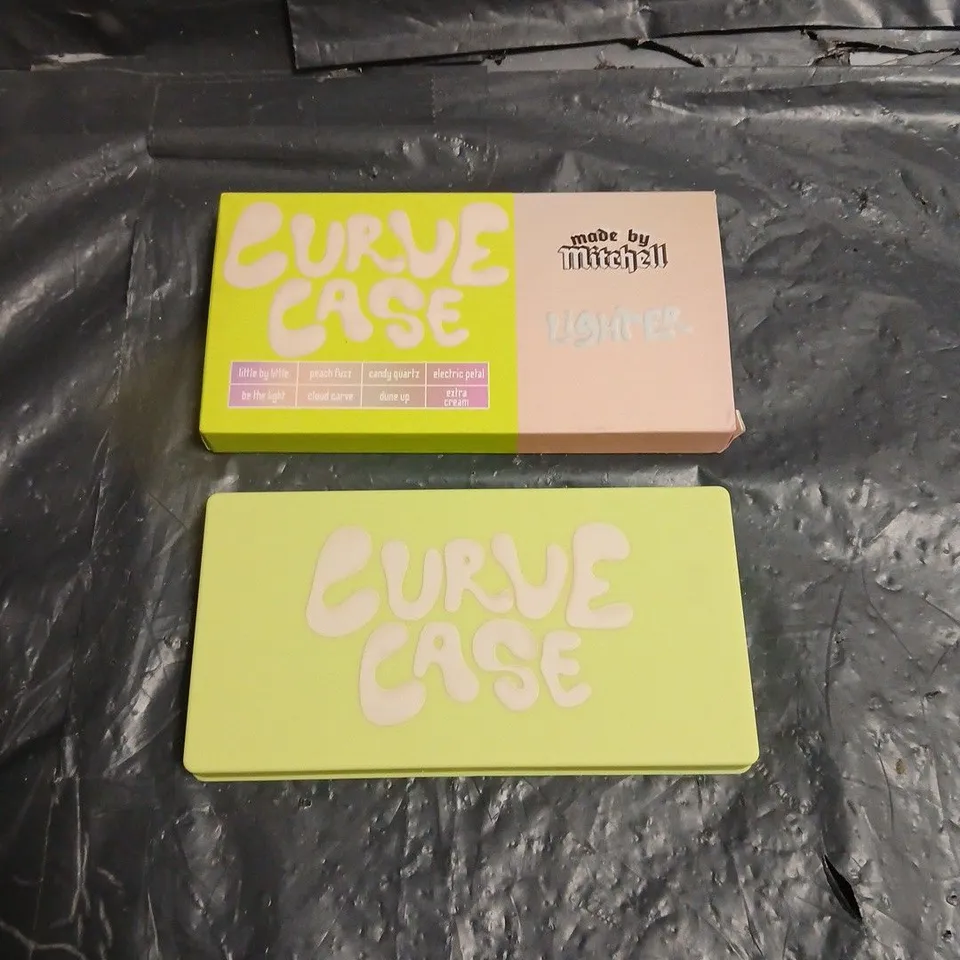 CURVE
CASE
made by
Mitchell
LIGHTER
little by little
peach fuzz
candy quartz
electric petal
be the light
cloud carve
dune up
extra
cream
CURVE
CASE